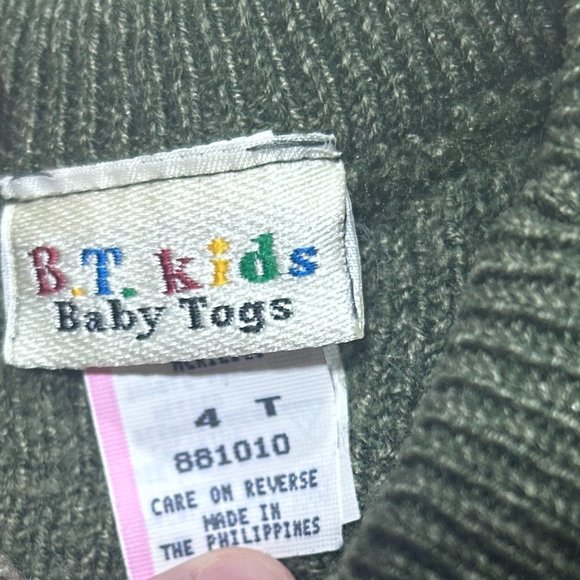 B.T. kids
Baby Togs
4 T
881010
CARE ON REVERSE
MADE IN
THE PHILIPPINES